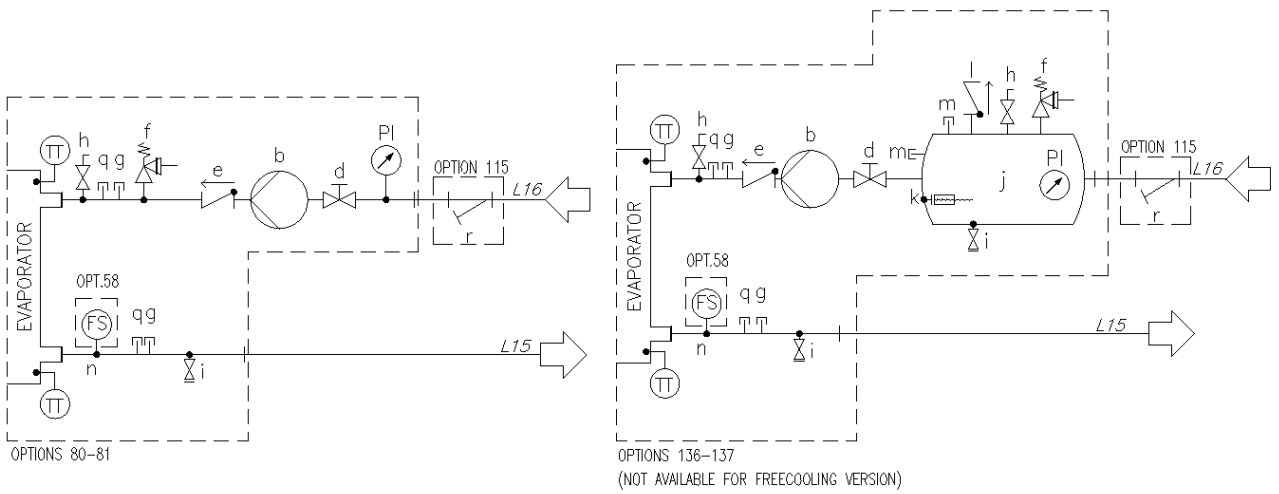 TT
h
q g
f
e
b
d
PI
OPTION 115
L16
r
EVAPORATOR
OPT.58
FS
q g
n
i
L15
TT
OPTIONS 80-81
TT
h
q g
e
b
d
m
l
h
f
m
k
j
PI
i
OPTION 115
L16
r
EVAPORATOR
OPT.58
FS
q g
n
i
L15
TT
OPTIONS 136-137
(NOT AVAILABLE FOR FREECOOLING VERSION)